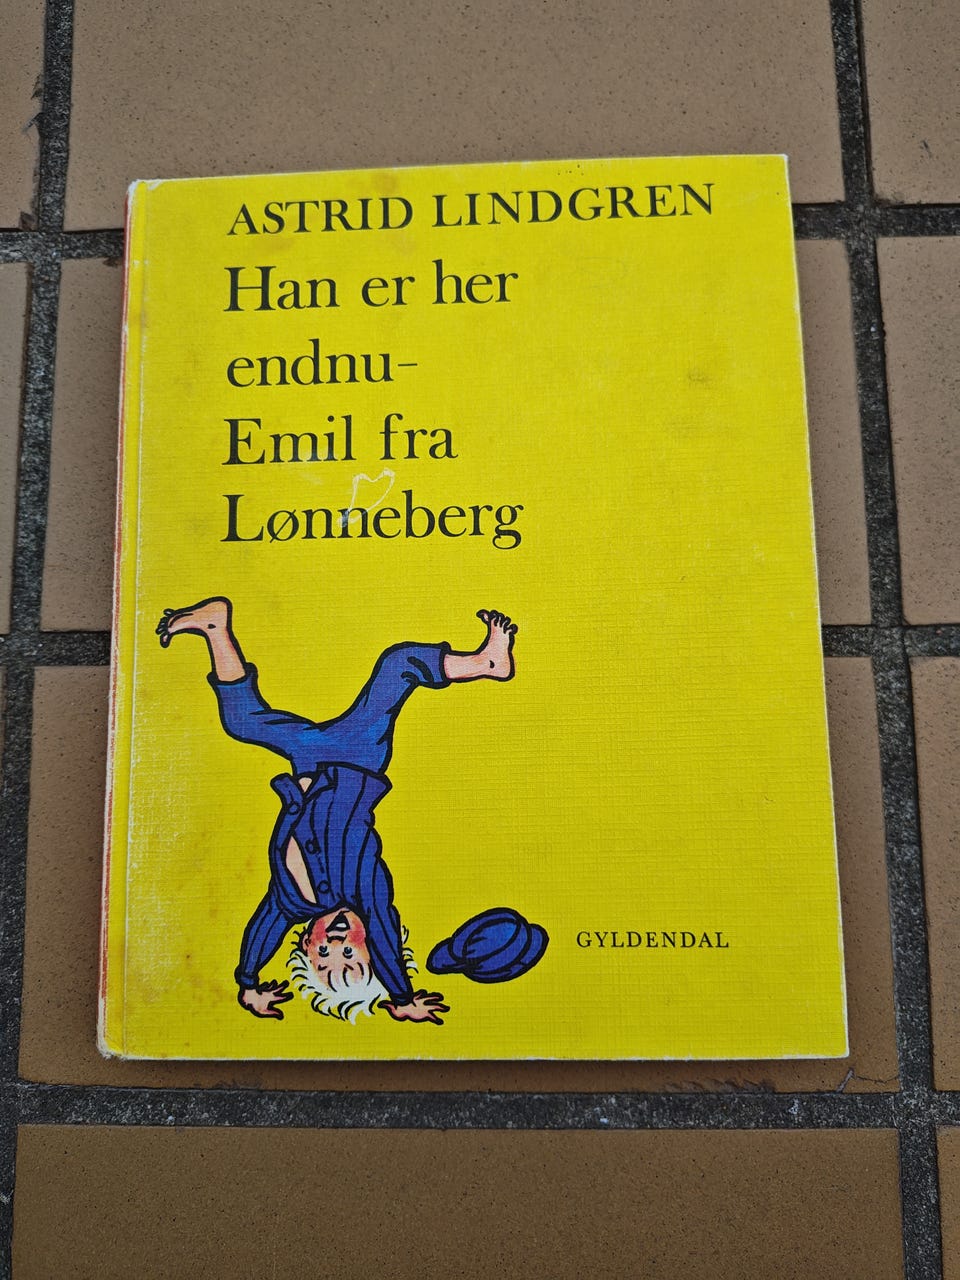 ASTRID LINDGREN
Han er her
endnu-
Emil fra
Lønneberg
GYLDENDAL